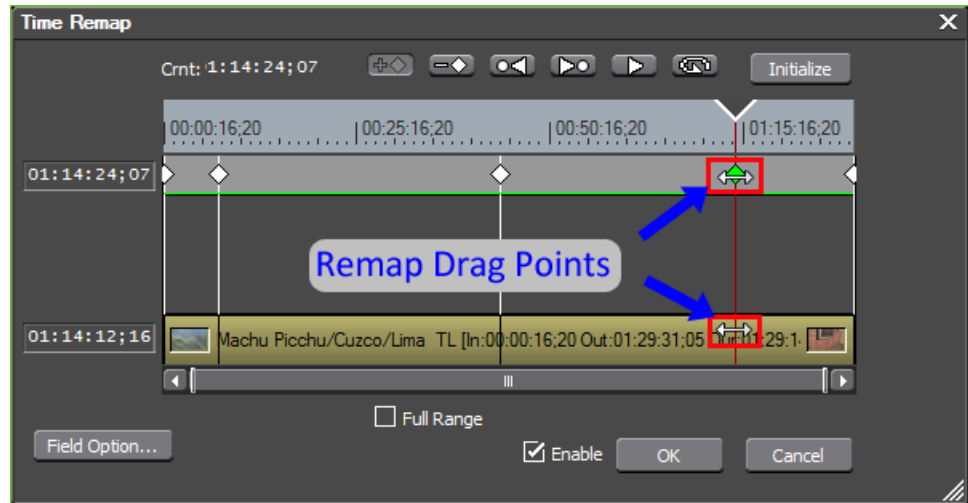 Time Remap
Crnt: 1:14:24;07
Initialize
00:00:16;20 00:25:16;20 00:50:16;20 01:15:16;20
01:14:24;07
Remap Drag Points
01:14:12;16
Machu Picchu/Cuzco/Lima TL [In:00:00:16;20 Out:01:29:31;05
Full Range
Field Option...
Enable
OK
Cancel